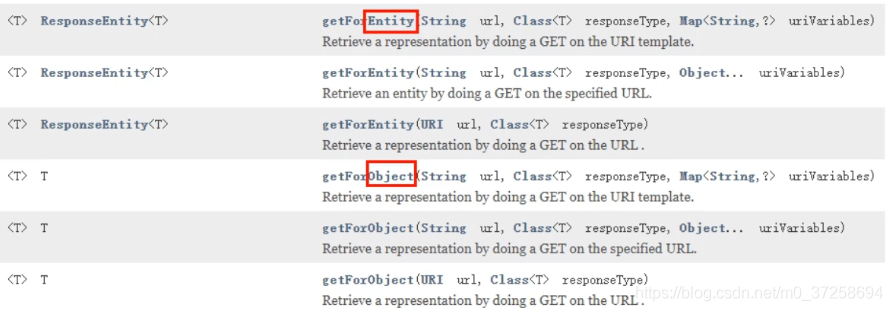 <T> ResponseEntity<T> getForEntity(String url, Class<T> responseType, Map<String,?> uriVariables)
Retrieve a representation by doing a GET on the URI template.
<T> ResponseEntity<T> getForEntity(String url, Class<T> responseType, Object... uriVariables)
Retrieve an entity by doing a GET on the specified URL.
<T> ResponseEntity<T> getForEntity(URI url, Class<T> responseType)
Retrieve a representation by doing a GET on the URL .
<T> T getForObject(String url, Class<T> responseType, Map<String,?> uriVariables)
Retrieve a representation by doing a GET on the URI template.
<T> T getForObject(String url, Class<T> responseType, Object... uriVariables)
Retrieve a representation by doing a GET on the specified URL.
<T> T getForObject(URI url, Class<T> responseType)
Retrieve a representation by doing a GET on the URL .
https://blog.csdn.net/m0_37258694